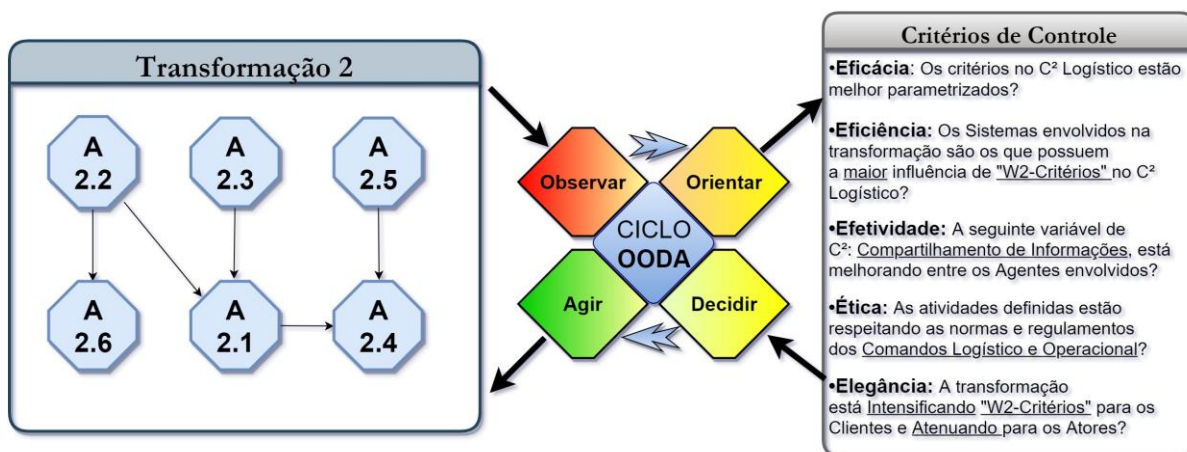 Transformação 2
A
2.2
A
2.3
A
2.5
A
2.6
A
2.1
A
2.4
Observar
Orientar
CICLO
OODA
Agir
Decidir
Critérios de Controle
•Eficácia: Os critérios no C² Logístico estão
melhor parametrizados?
•Eficiência: Os Sistemas envolvidos na
transformação são os que possuem
a maior influência de "W2-Critérios" no C²
Logístico?
•Efetividade: A seguinte variável de
C²: Compartilhamento de Informações, está
melhorando entre os Agentes envolvidos?
•Ética: As atividades definidas estão
respeitando as normas e regulamentos
dos Comandos Logístico e Operacional?
•Elegância: A transformação
está Intensificando "W2-Critérios" para os
Clientes e Atenuando para os Atores?